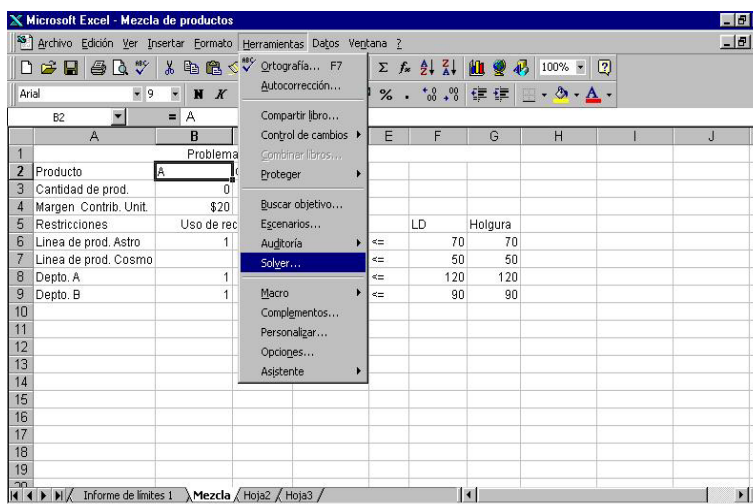 Microsoft Excel - Mezcla de productos
Archivo Edición Ver Insertar Formato Herramientas Datos Ventana ?
100%
Arial 9 N K % .
B2 = A
A B E F G H I J
1 Problema
2 Producto A
3 Cantidad de prod. 0
4 Margen Contrib. Unit. $20
5 Restricciones Uso de rec LD Holgura
6 Linea de prod. Astro 1 <= 70 70
7 Linea de prod. Cosmo <= 50 50
8 Depto. A 1 <= 120 120
9 Depto. B 1 <= 90 90
10
11
12
13
14
15
16
17
18
19
Ortografía... F7
Autocorrección...
Compartir libro...
Control de cambios
Combinar libros...
Proteger
Buscar objetivo...
Escenarios...
Auditoría
Solver...
Macro
Complementos...
Personalizar...
Opciones...
Asistente
Informe de límites 1 Mezcla Hoja2 Hoja3